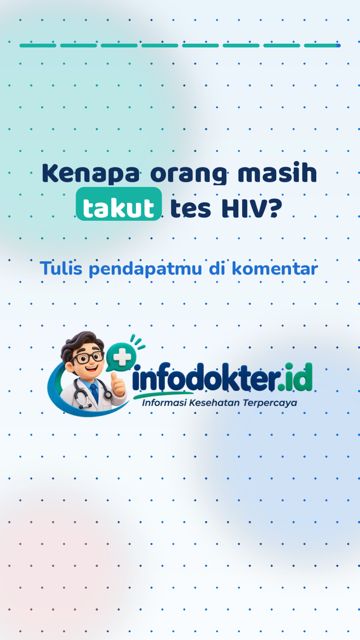 Kenapa orang masih
takut tes HIV?
Tulis pendapatmu di komentar
infodokter.id
Informasi Kesehatan Terpercaya